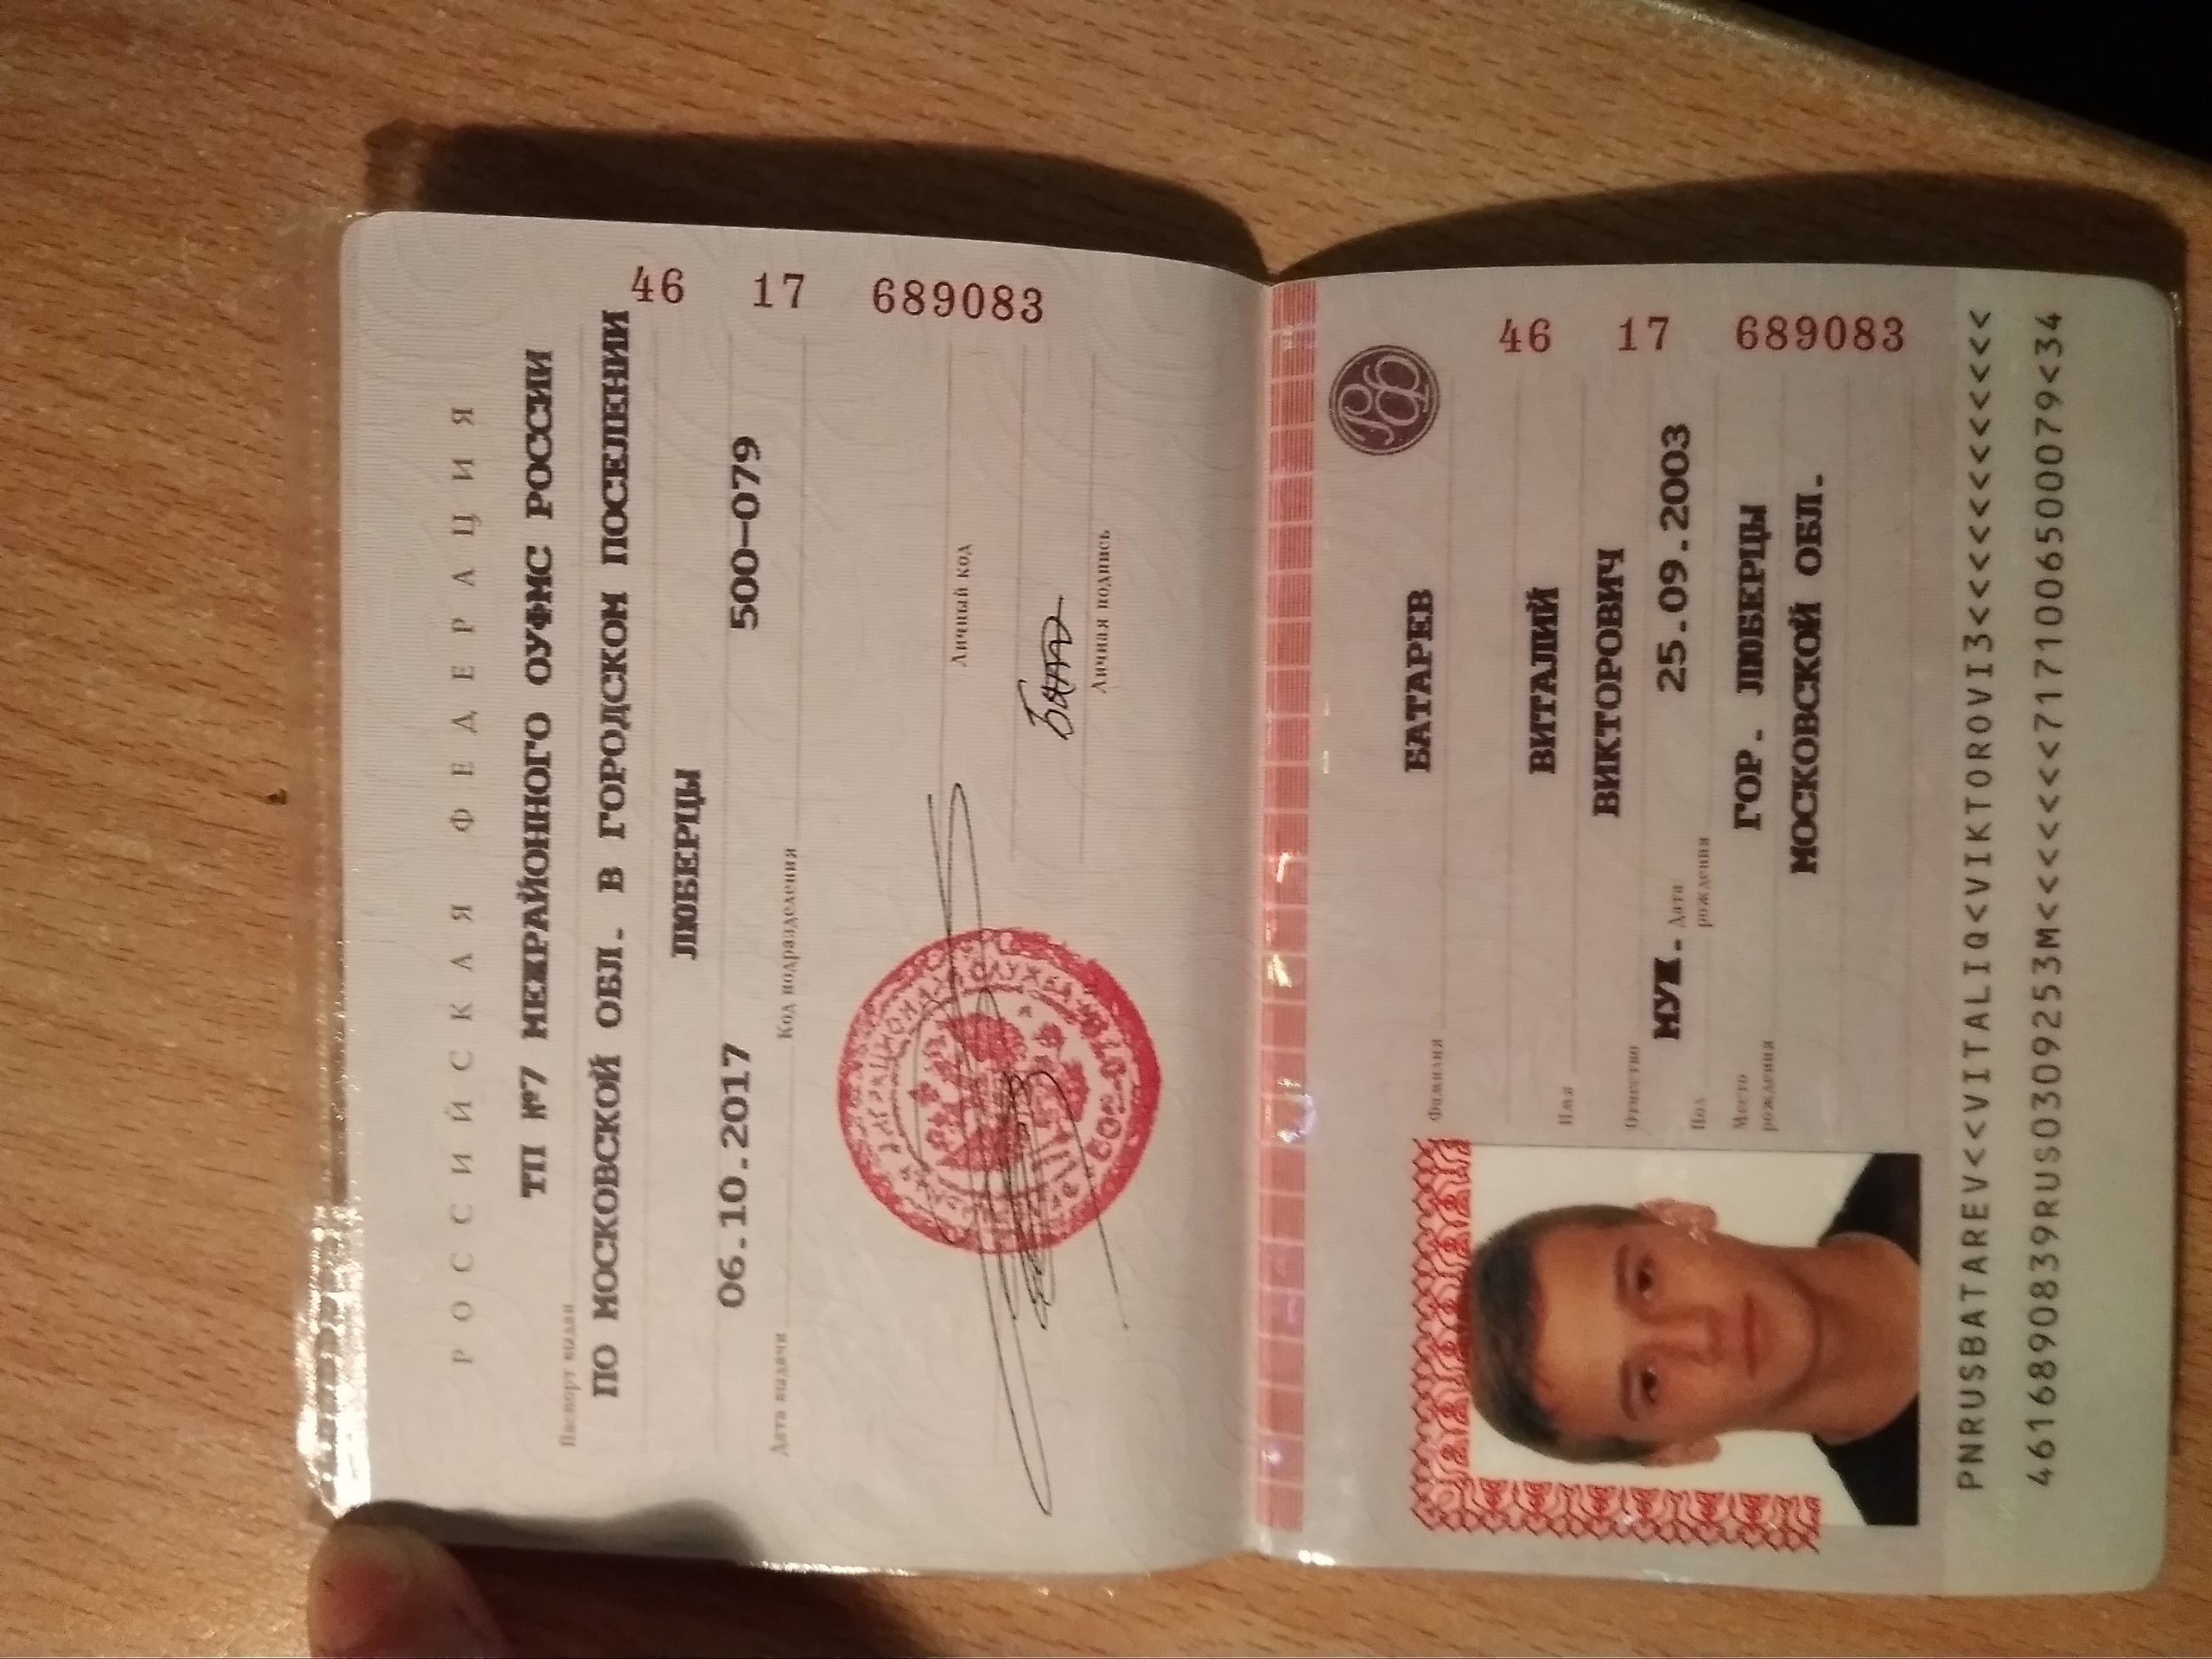 РОССИЙСКАЯ ФЕДЕРАЦИЯ
Паспорт выдан ТП №7 МЕЖРАЙОННОГО ОУФМС РОССИИ
ПО МОСКОВСКОЙ ОБЛ. В ГОРОДСКОМ ПОСЕЛЕНИИ
ЛЮБЕРЦЫ
Дата выдачи 06.10.2017 Код подразделения 500-079
46 17 689083
Личный код
Личная подпись
СЛУЖБА
РФ
Фамилия БАТАРЕВ
Имя ВИТАЛИЙ
Отчество ВИКТОРОВИЧ
Пол МУЖ. Дата рождения 25.09.2003
Место рождения ГОР. ЛЮБЕРЦЫ
МОСКОВСКОЙ ОБЛ.
46 17 689083
PNRUSBATAREV<<VITALIQ<VIKTOROVI3<<<<<<<<<<<<
4616890839RUS0309253M<<<<<<<7171006500079<34